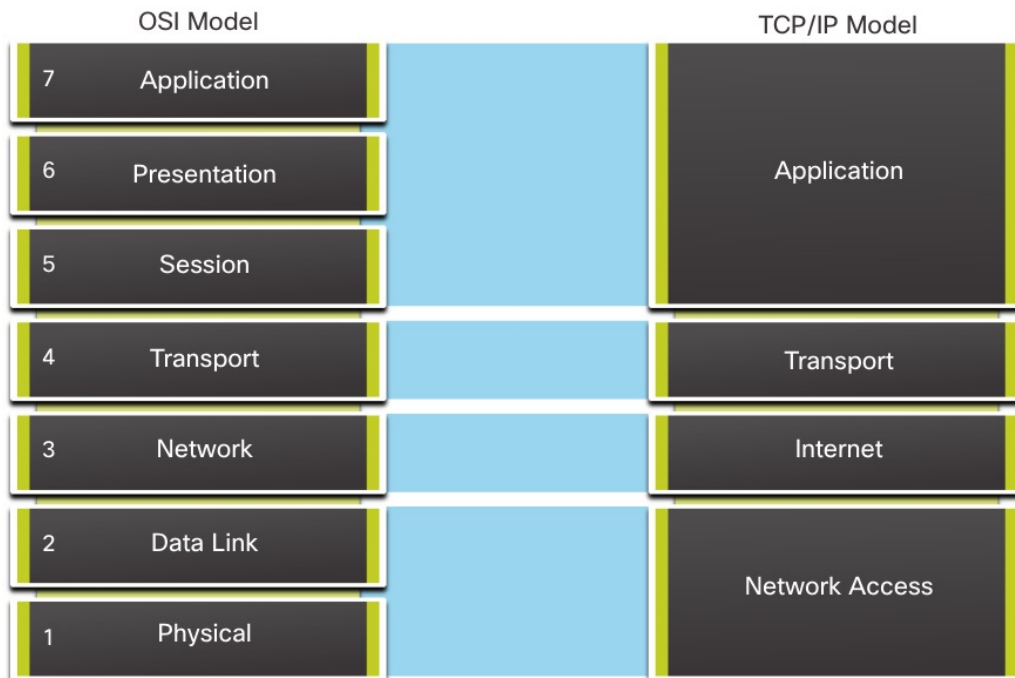 OSI Model
7 Application
6 Presentation
5 Session
4 Transport
3 Network
2 Data Link
1 Physical
TCP/IP Model
Application
Transport
Internet
Network Access